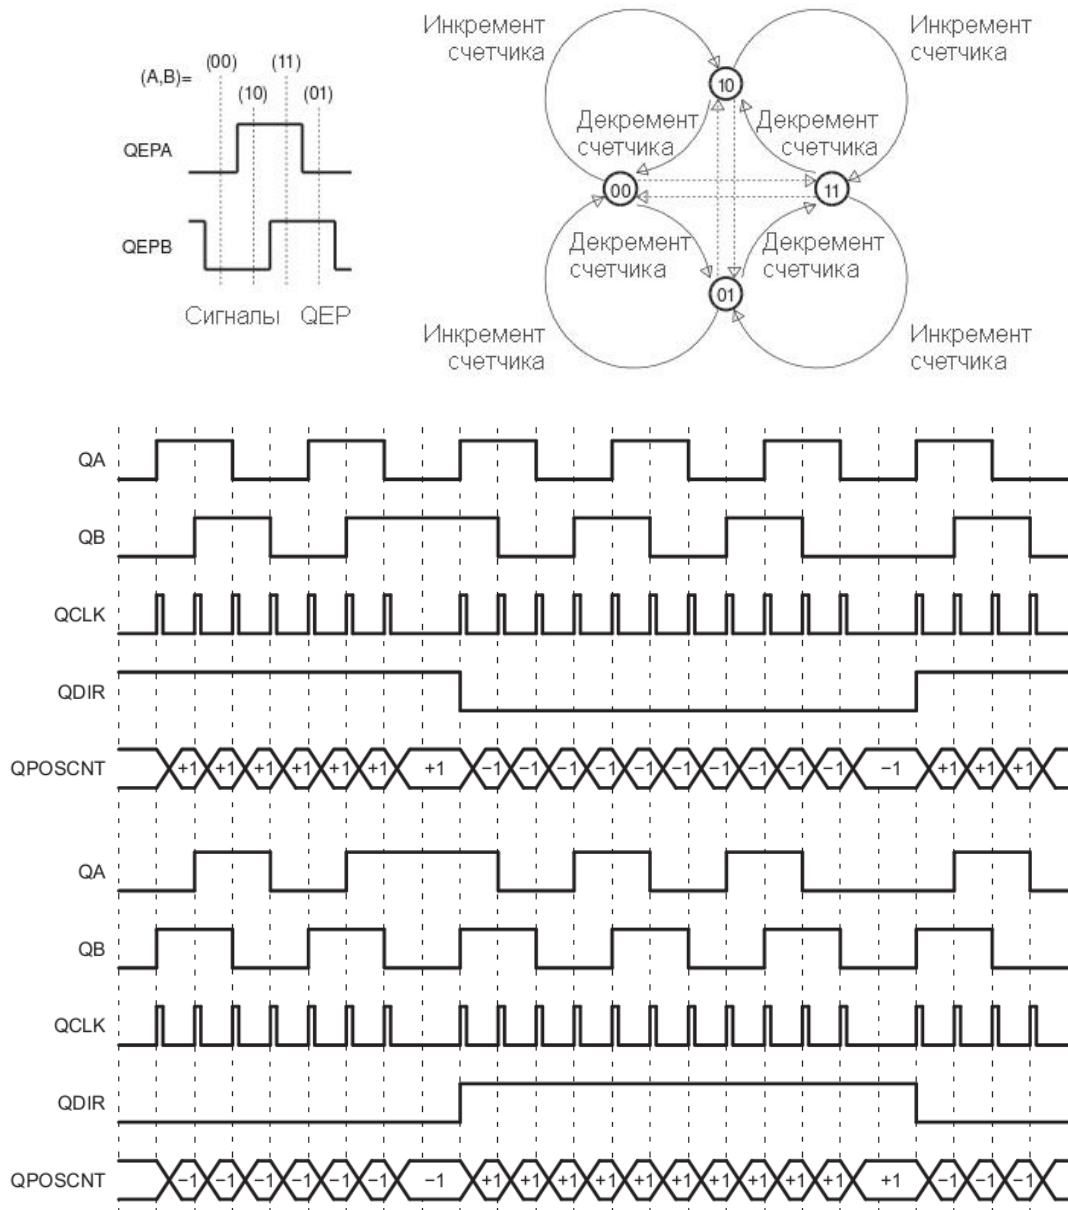 Инкремент
счетчика
Инкремент
счетчика
(A,B)=
(00)
(11)
(10)
(01)
10
QEPA
Декремент
счетчика
Декремент
счетчика
00
11
QEPB
Декремент
счетчика
Декремент
счетчика
01
Сигналы QEP
Инкремент
счетчика
Инкремент
счетчика
QA
QB
QCLK
QDIR
QPOSCNT +1 +1 +1 +1 +1 +1 +1 −1 −1 −1 −1 −1 −1 −1 −1 −1 −1 −1 +1 +1 +1
QA
QB
QCLK
QDIR
QPOSCNT −1 −1 −1 −1 −1 −1 −1 +1 +1 +1 +1 +1 +1 +1 +1 +1 +1 +1 −1 −1 −1